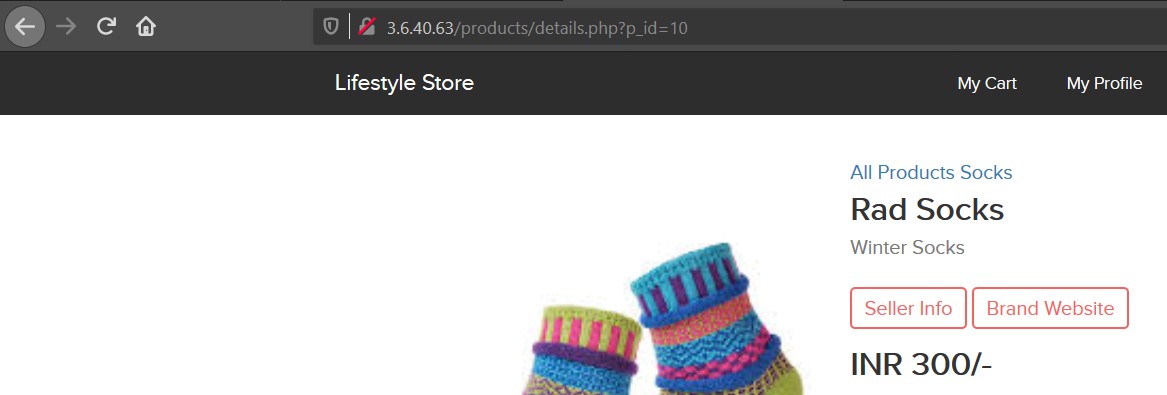 3.6.40.63/products/details.php?p_id=10
Lifestyle Store
My Cart
My Profile
All Products Socks
Rad Socks
Winter Socks
Seller Info
Brand Website
INR 300/-